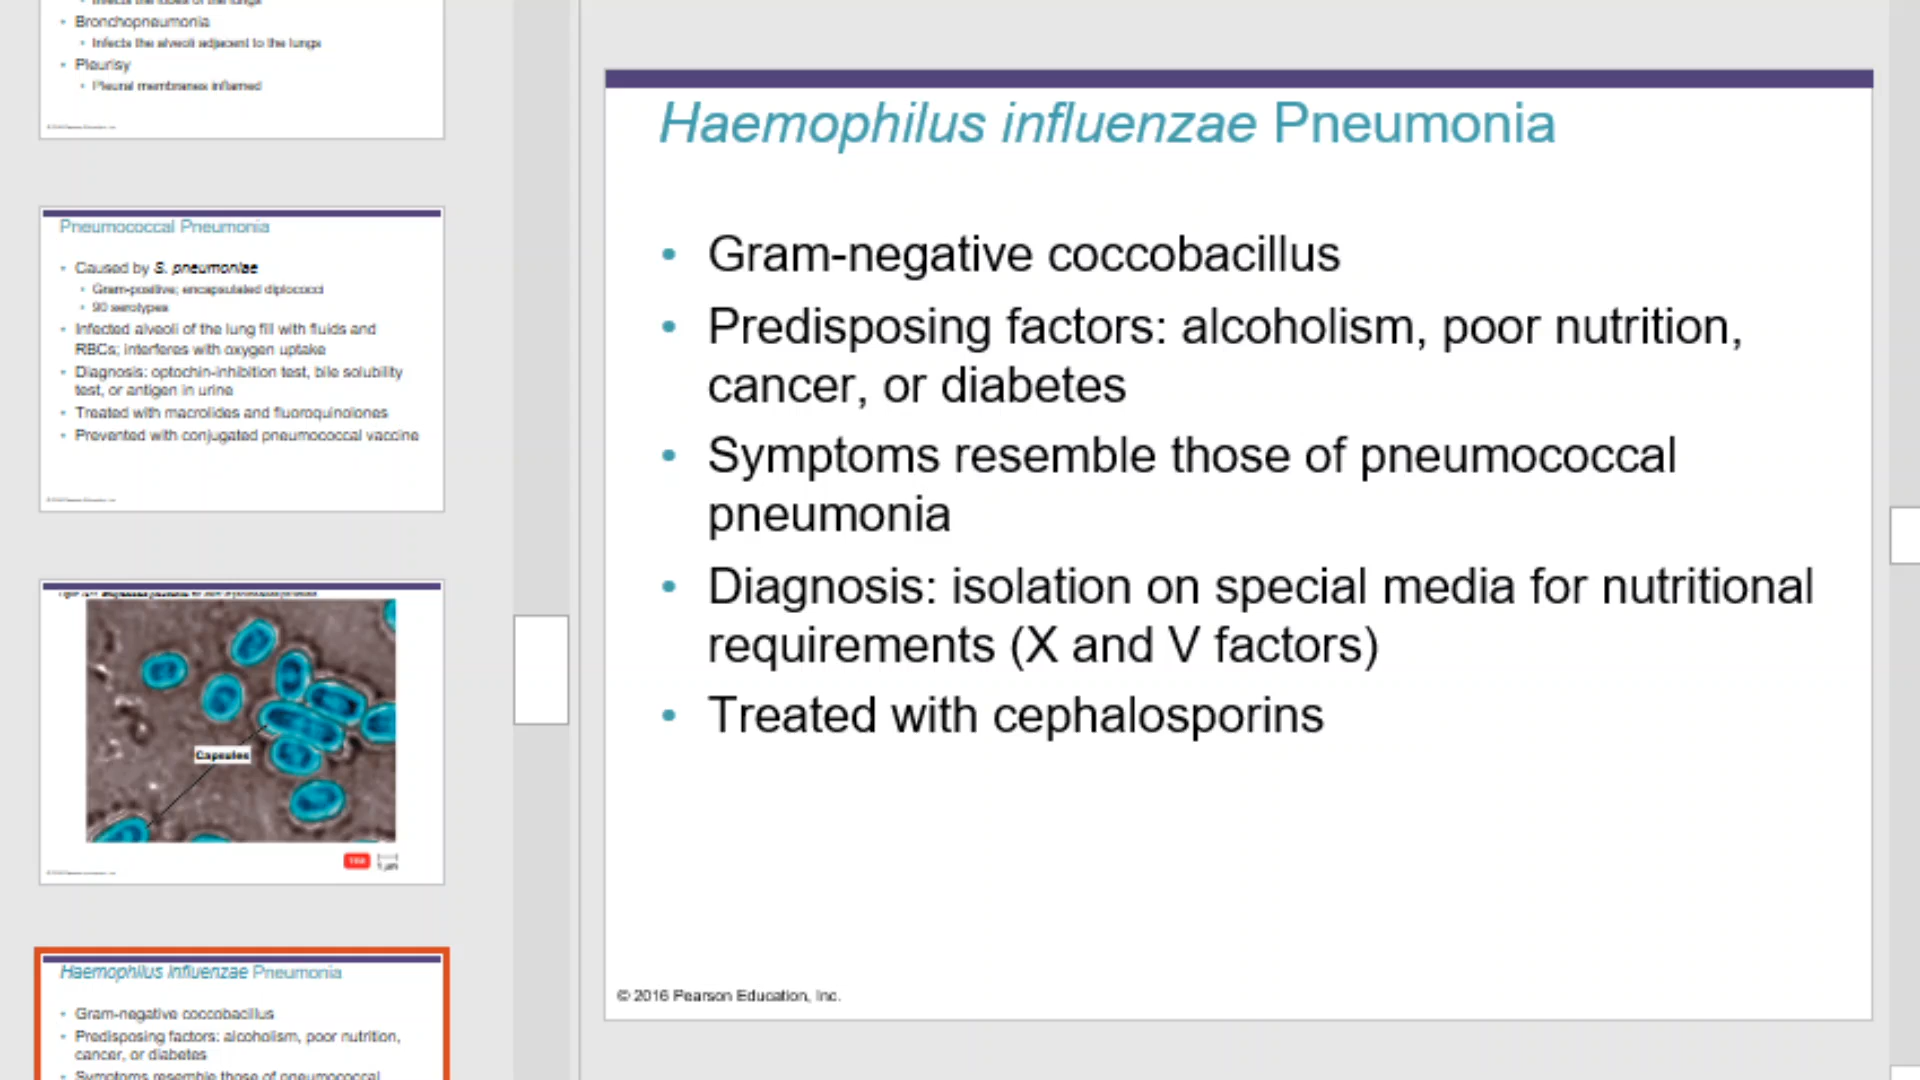 Bronchopneumonia
Infects the alveoli adjacent to the lungs
Pleurisy
Pleural membranes inflamed
Pneumococcal Pneumonia
Caused by S. pneumoniae
Gram-positive; encapsulated diplococci
90 serotypes
Infected alveoli of the lung fill with fluids and
RBCs; interferes with oxygen uptake
Diagnosis: optochin-inhibition test, bile solubility
test, or antigen in urine
Treated with macrolides and fluoroquinolones
Prevented with conjugated pneumococcal vaccine
Capsules
Haemophilus influenzae Pneumonia
Gram-negative coccobacillus
Predisposing factors: alcoholism, poor nutrition,
cancer, or diabetes
Symptoms resemble those of pneumococcal
Haemophilus influenzae Pneumonia
Gram-negative coccobacillus
Predisposing factors: alcoholism, poor nutrition,
cancer, or diabetes
Symptoms resemble those of pneumococcal
pneumonia
Diagnosis: isolation on special media for nutritional
requirements (X and V factors)
Treated with cephalosporins
© 2016 Pearson Education, Inc.